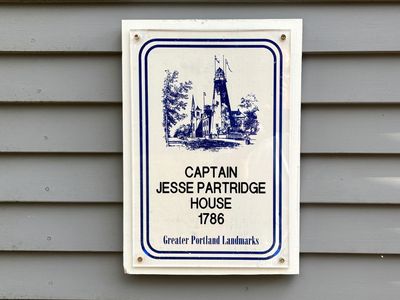 CAPTAIN
JESSE PARTRIDGE
HOUSE
1786
Greater Portland Landmarks